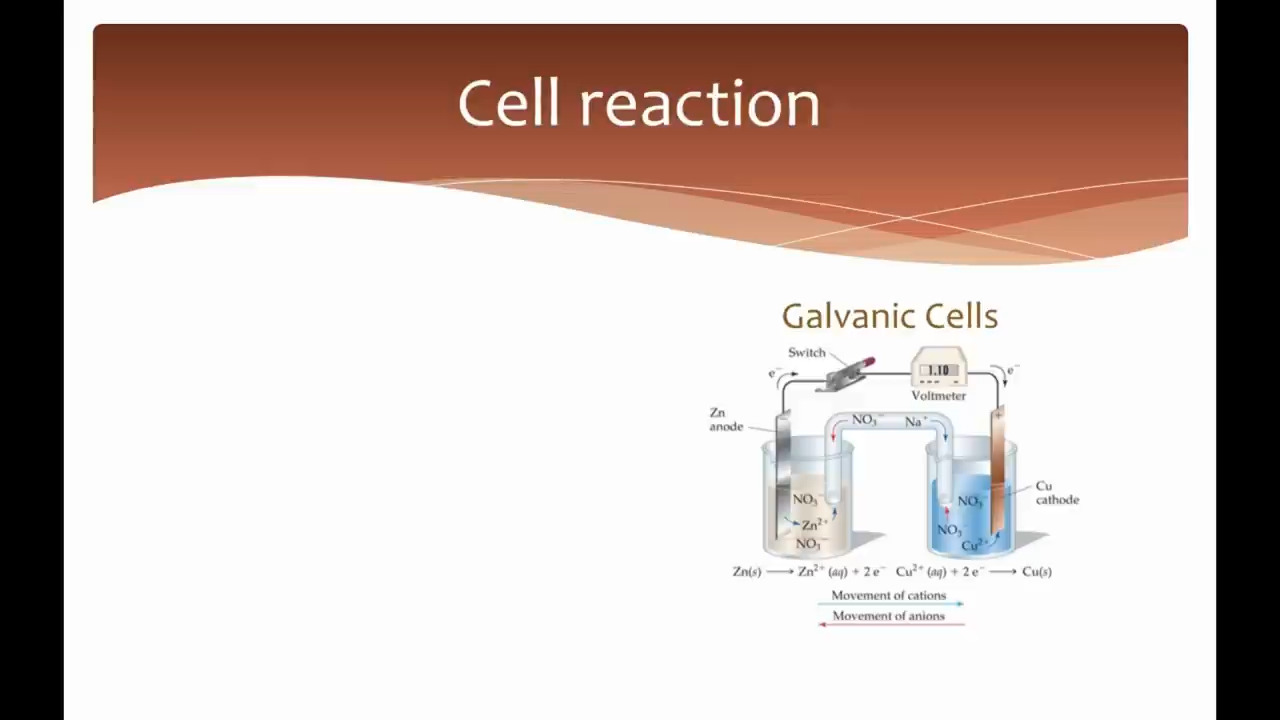 Cell reaction
Galvanic Cells
Switch
e⁻
1.10
e⁻
Voltmeter
Zn
anode
−
+
NO₃⁻ Na⁺
Cu
cathode
NO₃⁻
Zn²⁺
NO₃⁻
NO₃⁻
NO₃⁻
Cu²⁺
Zn(s) ⟶ Zn²⁺ (aq) + 2 e⁻ Cu²⁺ (aq) + 2 e⁻ ⟶ Cu(s)
Movement of cations
Movement of anions